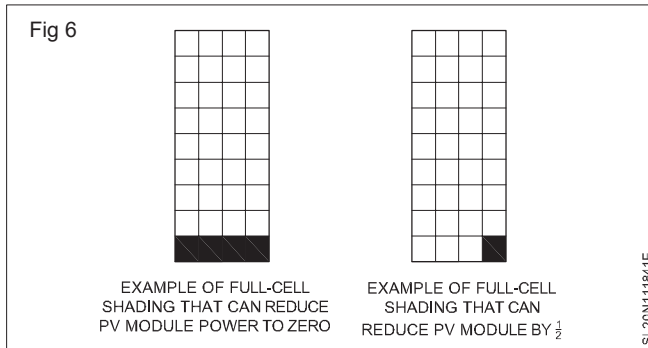 Fig 6
EXAMPLE OF FULL-CELL
SHADING THAT CAN REDUCE
PV MODULE POWER TO ZERO
EXAMPLE OF FULL-CELL
SHADING THAT CAN
REDUCE PV MODULE BY ½
SL20N111841F